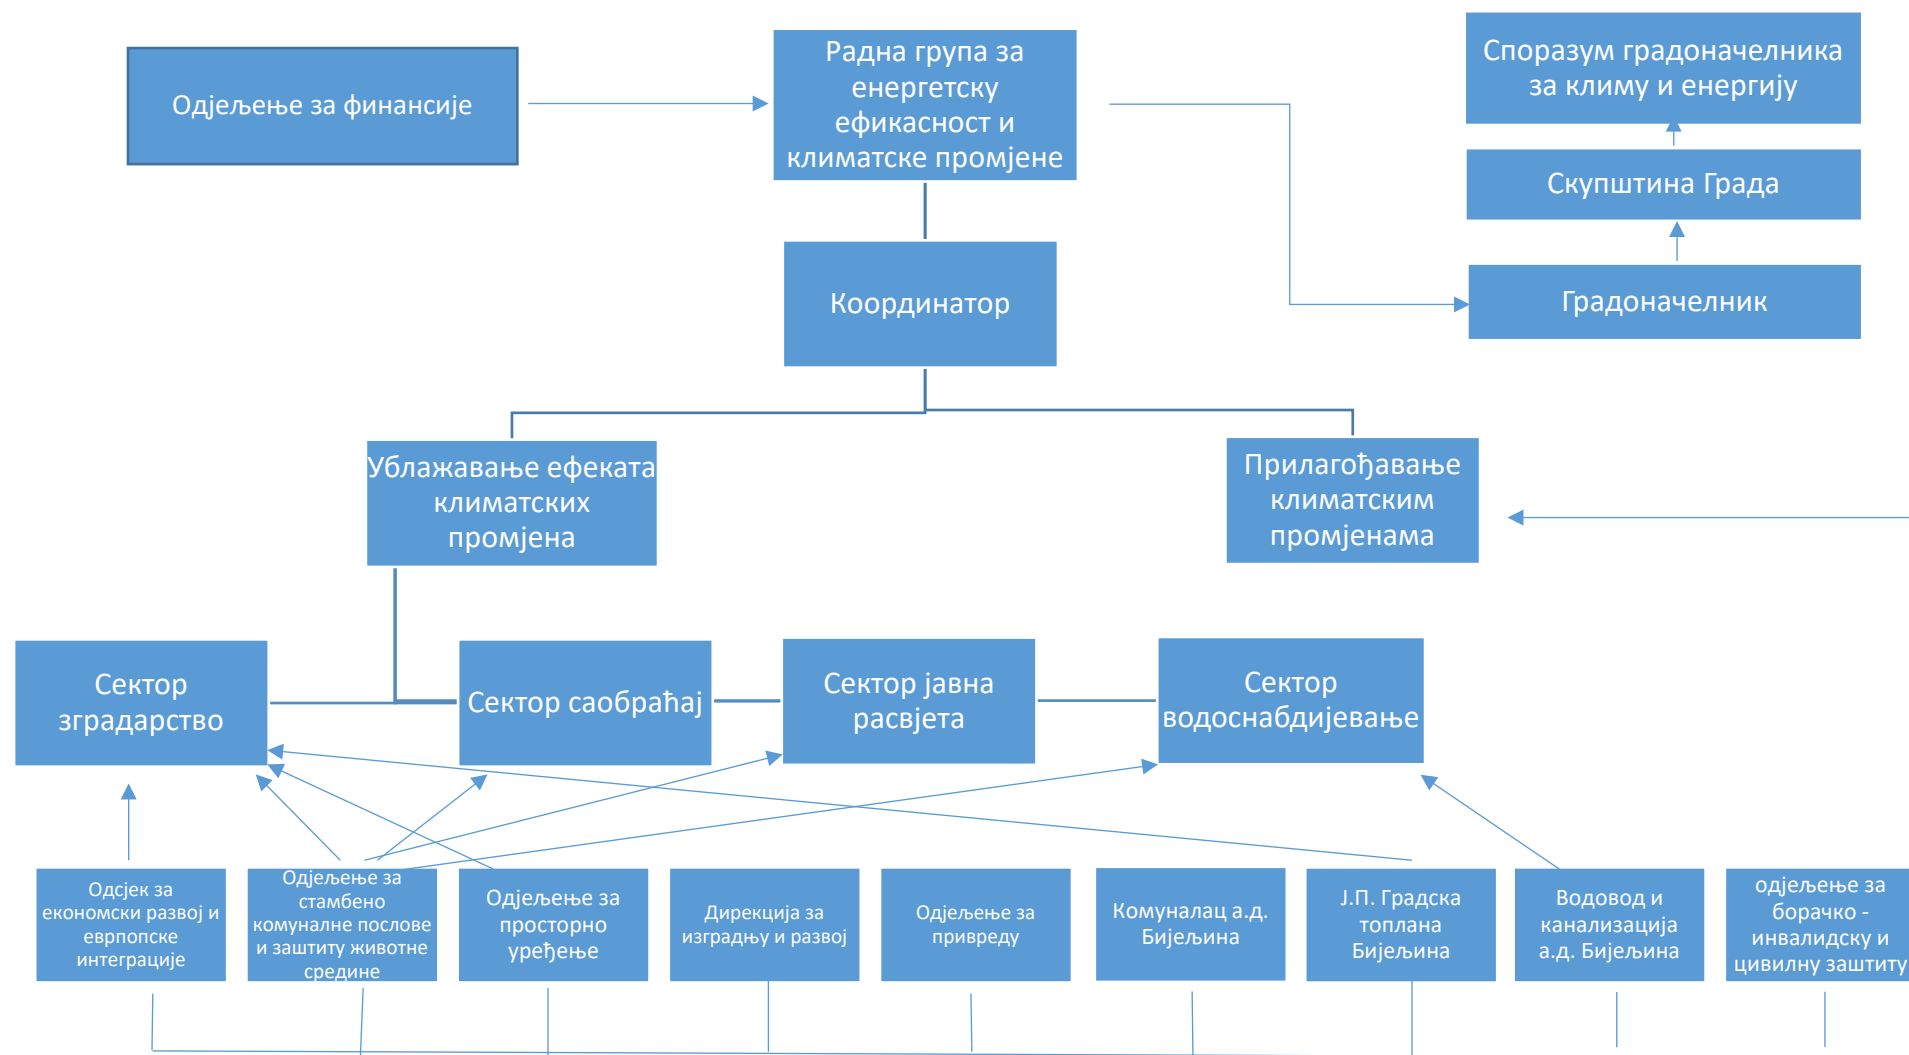 Одјељење за финансије
Радна група за
енергетску
ефикасност и
климатске промјене
Споразум градоначелника
за климу и енергију
Скупштина Града
Градоначелник
Координатор
Ублажавање ефеката
климатских
промјена
Прилагођавање
климатским
промјенама
Сектор
зградарство
Сектор саобраћај
Сектор јавна
расвјета
Сектор
водоснабдијевање
Одсјек за
економски развој и
еврпопске
интеграције
Одјељење за
стамбено
комуналне послове
и заштиту животне
средине
Одјељење за
просторно
уређење
Дирекција за
изградњу и развој
Одјељење за
привреду
Комуналац а.д.
Бијељина
Ј.П. Градска
топлана
Бијељина
Водовод и
канализација
а.д. Бијељина
одјељење за
борачко -
инвалидску и
цивилну заштиту